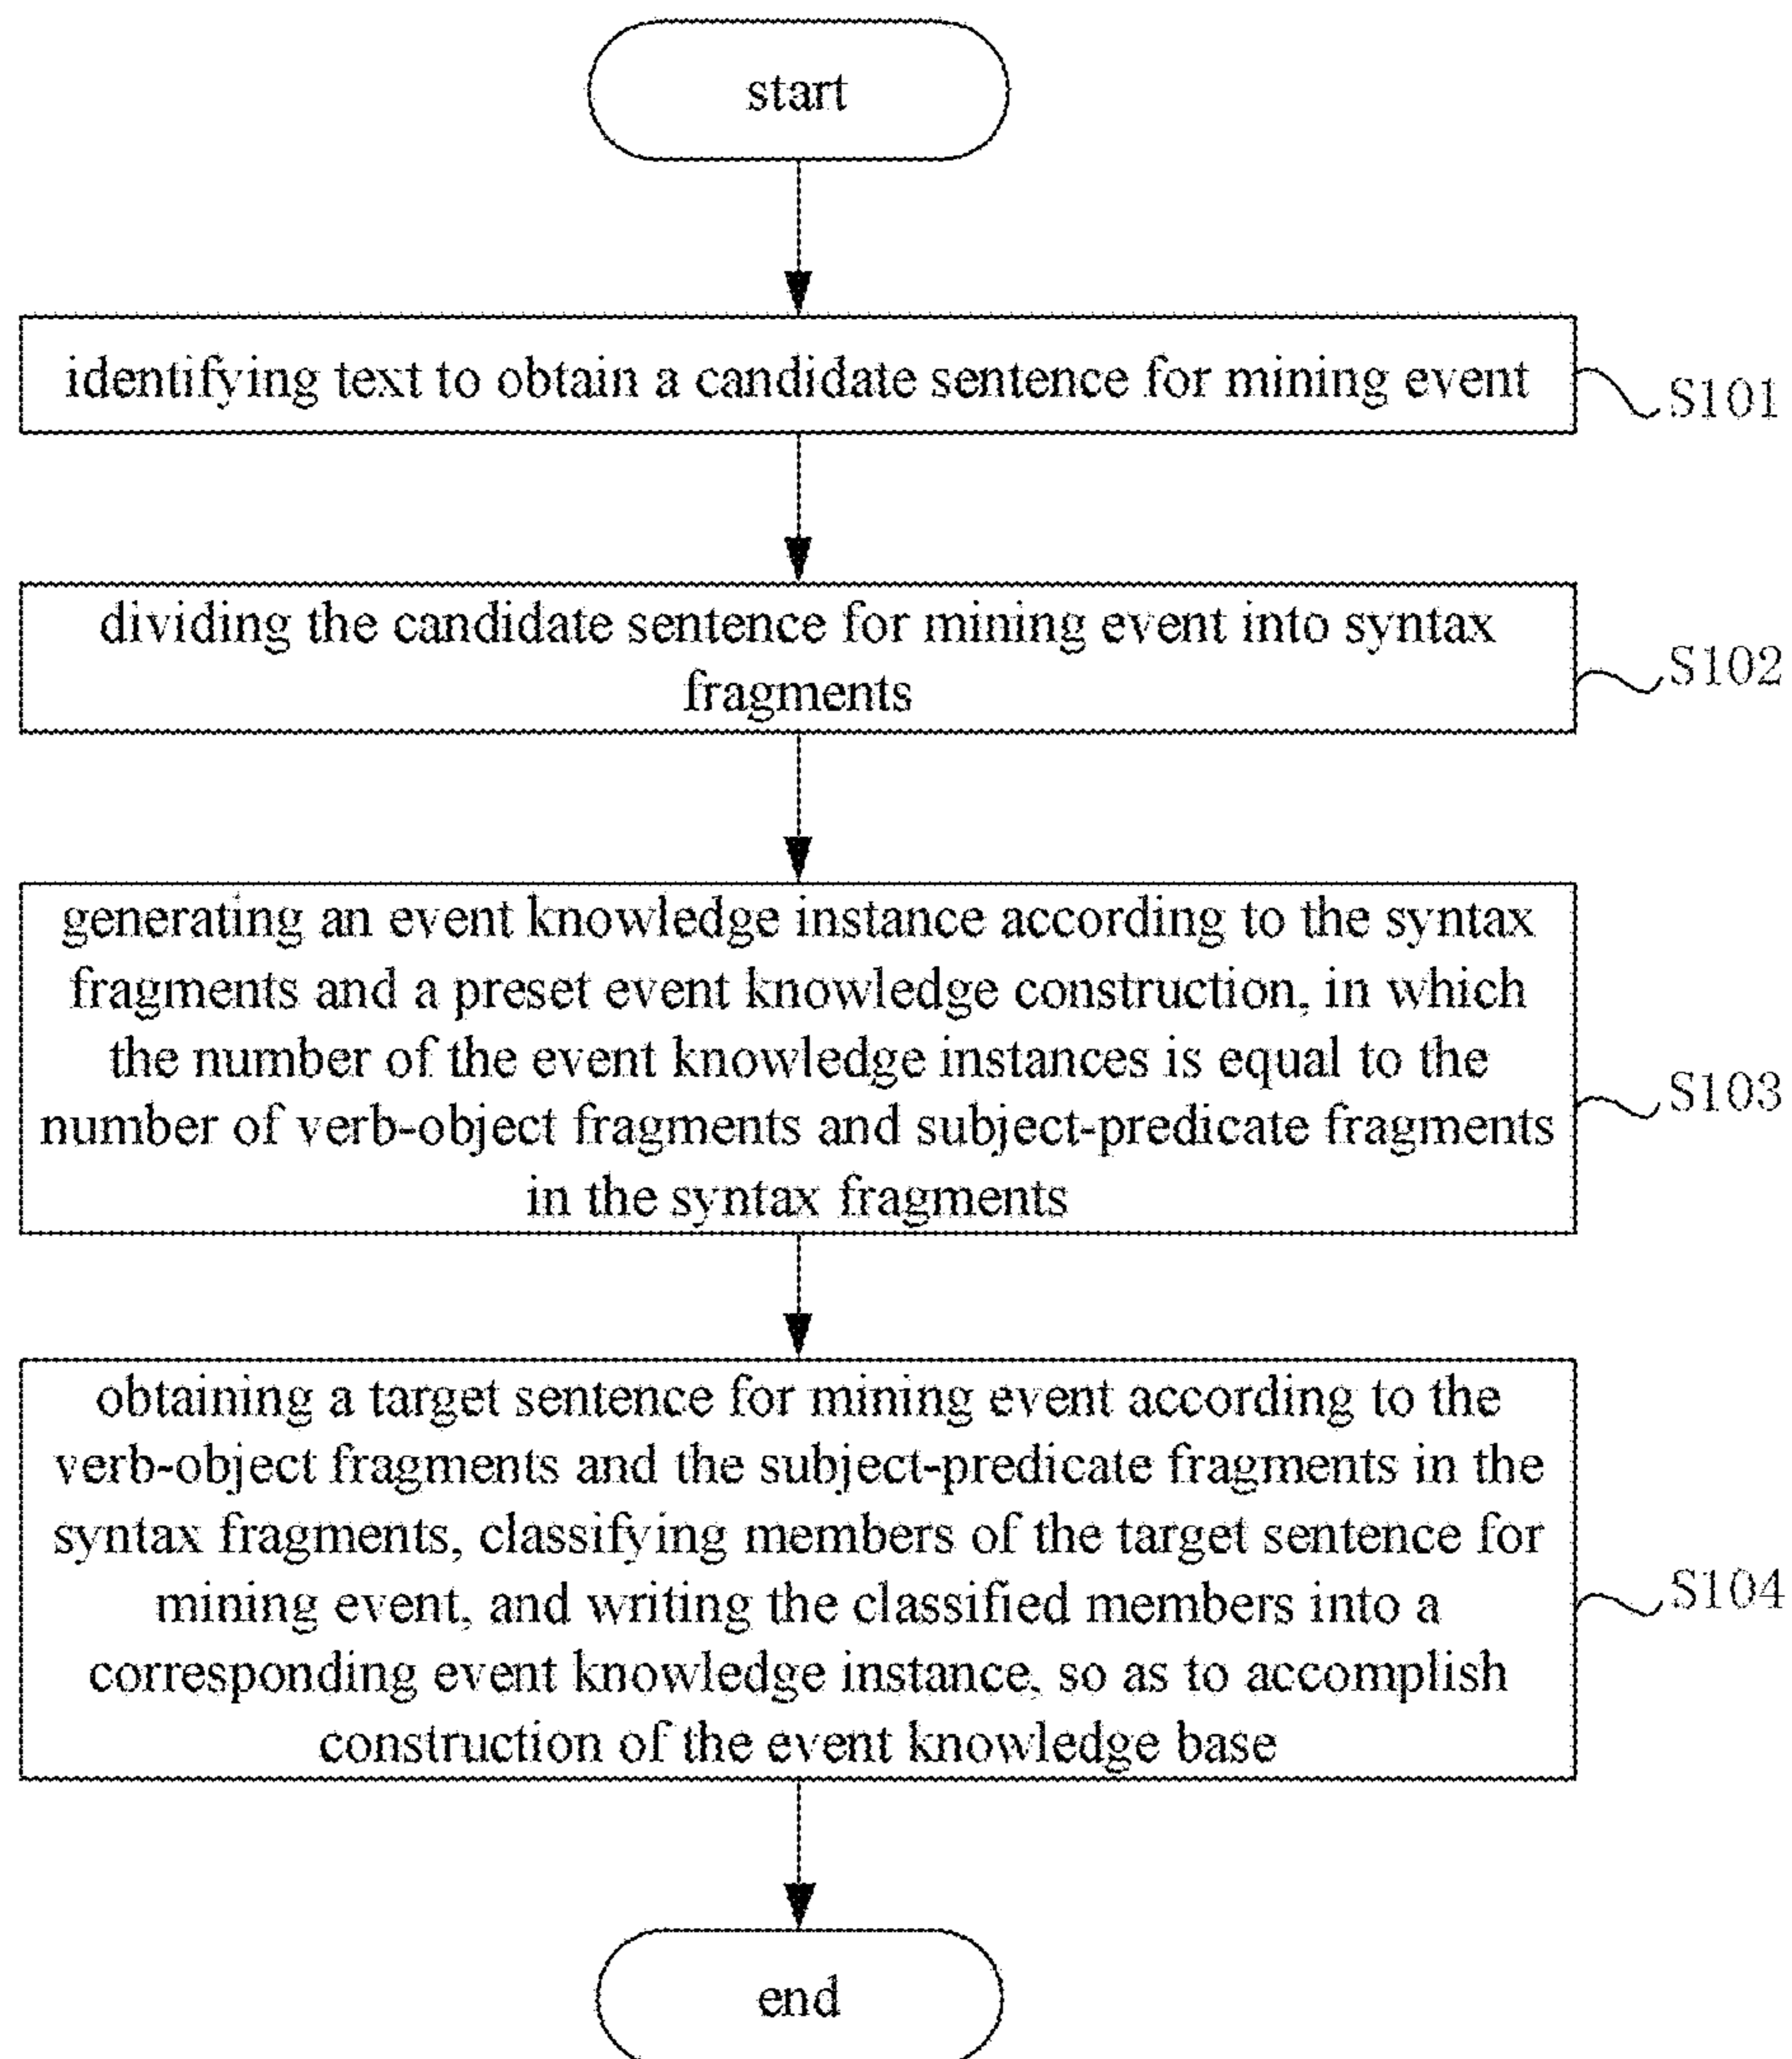 start
identifying text to obtain a candidate sentence for mining event
S101
dividing the candidate sentence for mining event into syntax
fragments
S102
generating an event knowledge instance according to the syntax
fragments and a preset event knowledge construction, in which
the number of the event knowledge instances is equal to the
number of verb-object fragments and subject-predicate fragments
in the syntax fragments
S103
obtaining a target sentence for mining event according to the
verb-object fragments and the subject-predicate fragments in the
syntax fragments, classifying members of the target sentence for
mining event, and writing the classified members into a
corresponding event knowledge instance, so as to accomplish
construction of the event knowledge base
S104
end